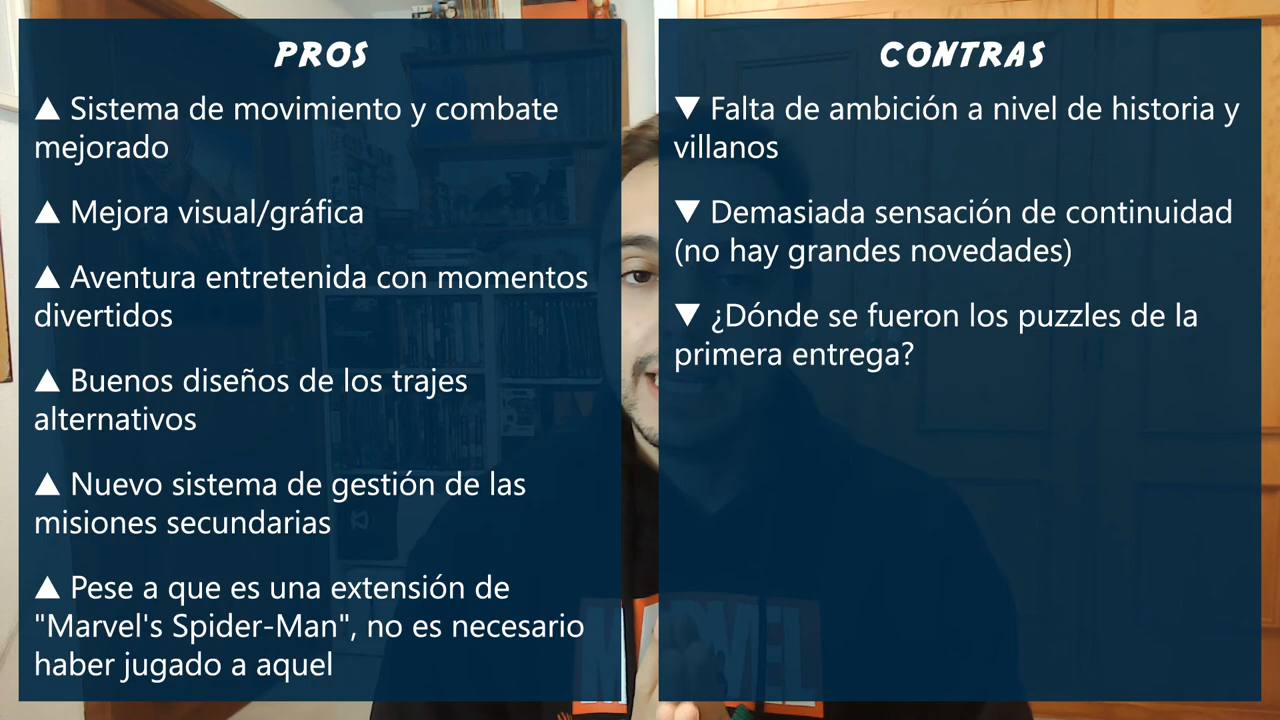 PROS
▲ Sistema de movimiento y combate
mejorado
▲ Mejora visual/gráfica
▲ Aventura entretenida con momentos
divertidos
▲ Buenos diseños de los trajes
alternativos
▲ Nuevo sistema de gestión de las
misiones secundarias
▲ Pese a que es una extensión de
"Marvel's Spider-Man", no es necesario
haber jugado a aquel
CONTRAS
▼ Falta de ambición a nivel de historia y
villanos
▼ Demasiada sensación de continuidad
(no hay grandes novedades)
▼ ¿Dónde se fueron los puzzles de la
primera entrega?
MARVEL